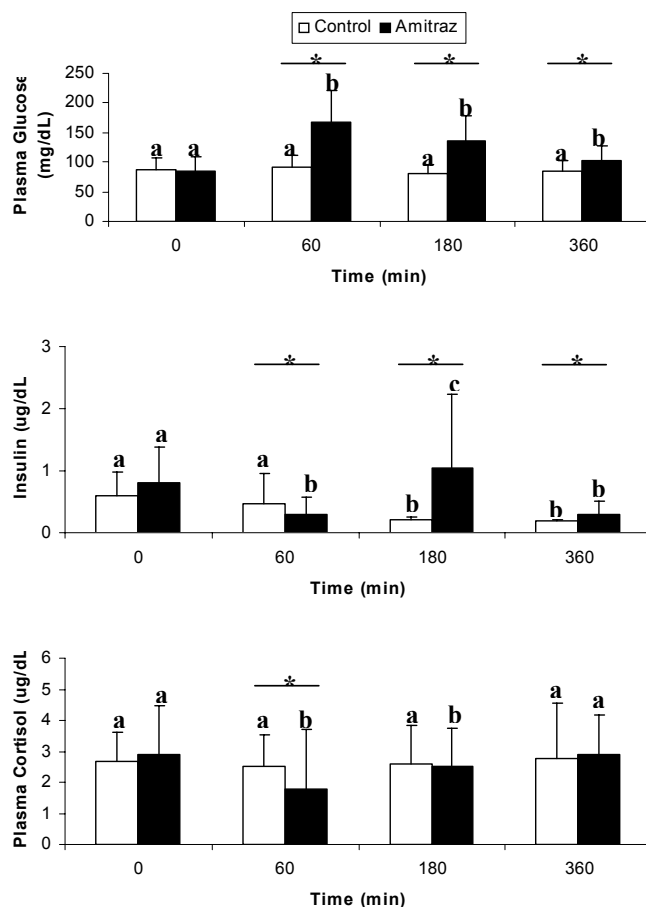 Control Amitraz
* * *
Plasma Glucose
(mg/dL)
250
200
150
100
50
0
a a a b a b a b
0 60 180 360
Time (min)
Insulin (ug/dL)
3
2
1
0
* * *
a a a b b c b b
0 60 180 360
Time (min)
Plasma Cortisol (ug/dL)
6
5
4
3
2
1
0
*
a a a b a b a a
0 60 180 360
Time (min)